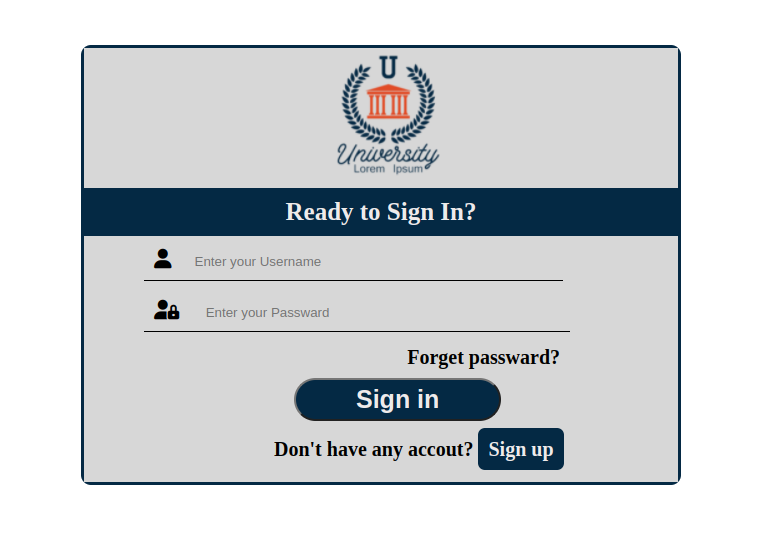 U
University
Lorem Ipsum
Ready to Sign In?
Enter your Username
Enter your Password
Forget password?
Sign in
Don't have any accout? Sign up